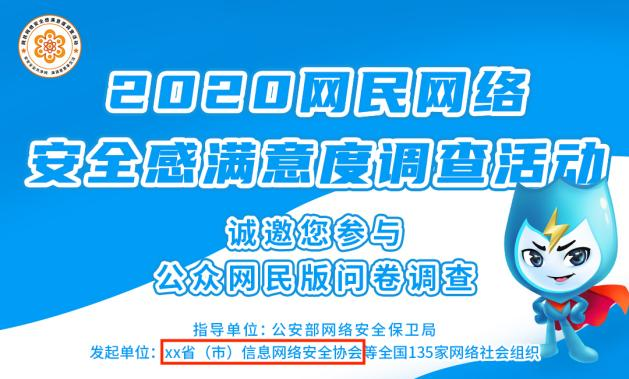 2020网民网络
安全感满意度调查活动
诚邀您参与
公众网民版问卷调查
指导单位:公安部网络安全保卫局
发起单位:xx省（市）信息网络安全协会等全国135家网络社会组织